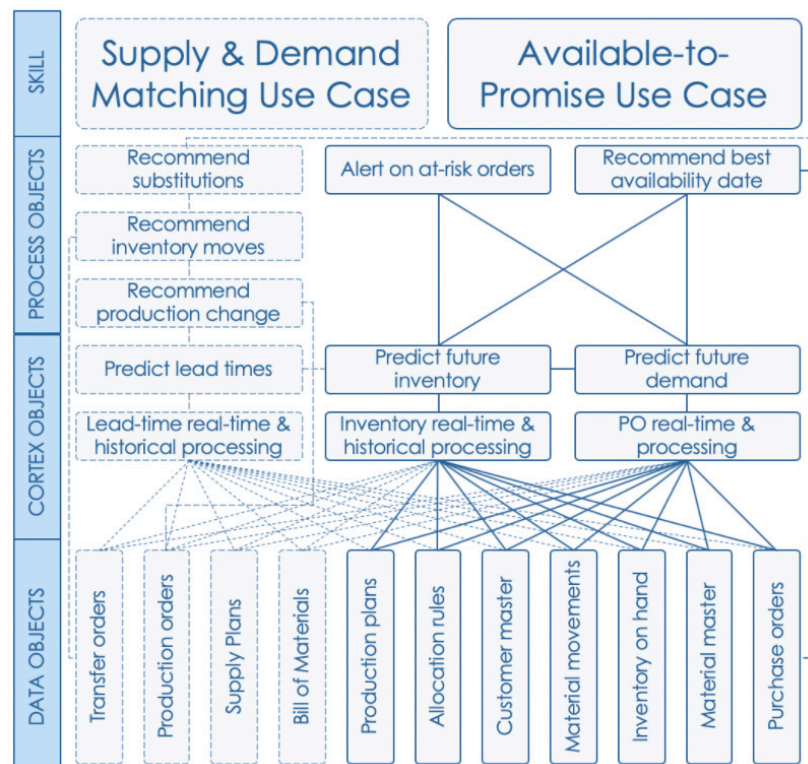 SKILL
Supply & Demand
Matching Use Case
Available-to-
Promise Use Case
PROCESS OBJECTS
Recommend
substitutions
Alert on at-risk orders
Recommend best
availability date
Recommend
inventory moves
Recommend
production change
CORTEX OBJECTS
Predict lead times
Predict future
inventory
Predict future
demand
Lead-time real-time &
historical processing
Inventory real-time &
historical processing
PO real-time &
processing
DATA OBJECTS
Transfer orders
Production orders
Supply Plans
Bill of Materials
Production plans
Allocation rules
Customer master
Material movements
Inventory on hand
Material master
Purchase orders